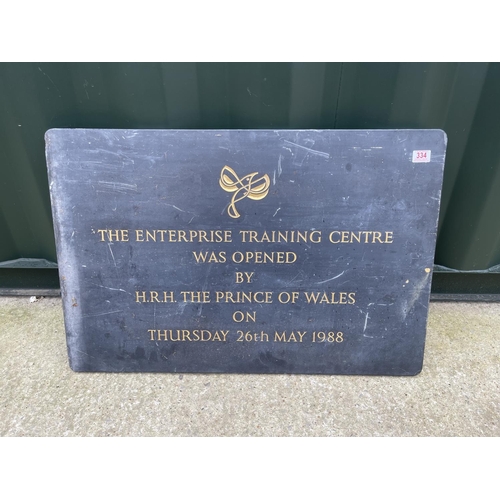 334
THE ENTERPRISE TRAINING CENTRE
WAS OPENED
BY
H.R.H. THE PRINCE OF WALES
ON
THURSDAY 26th MAY 1988